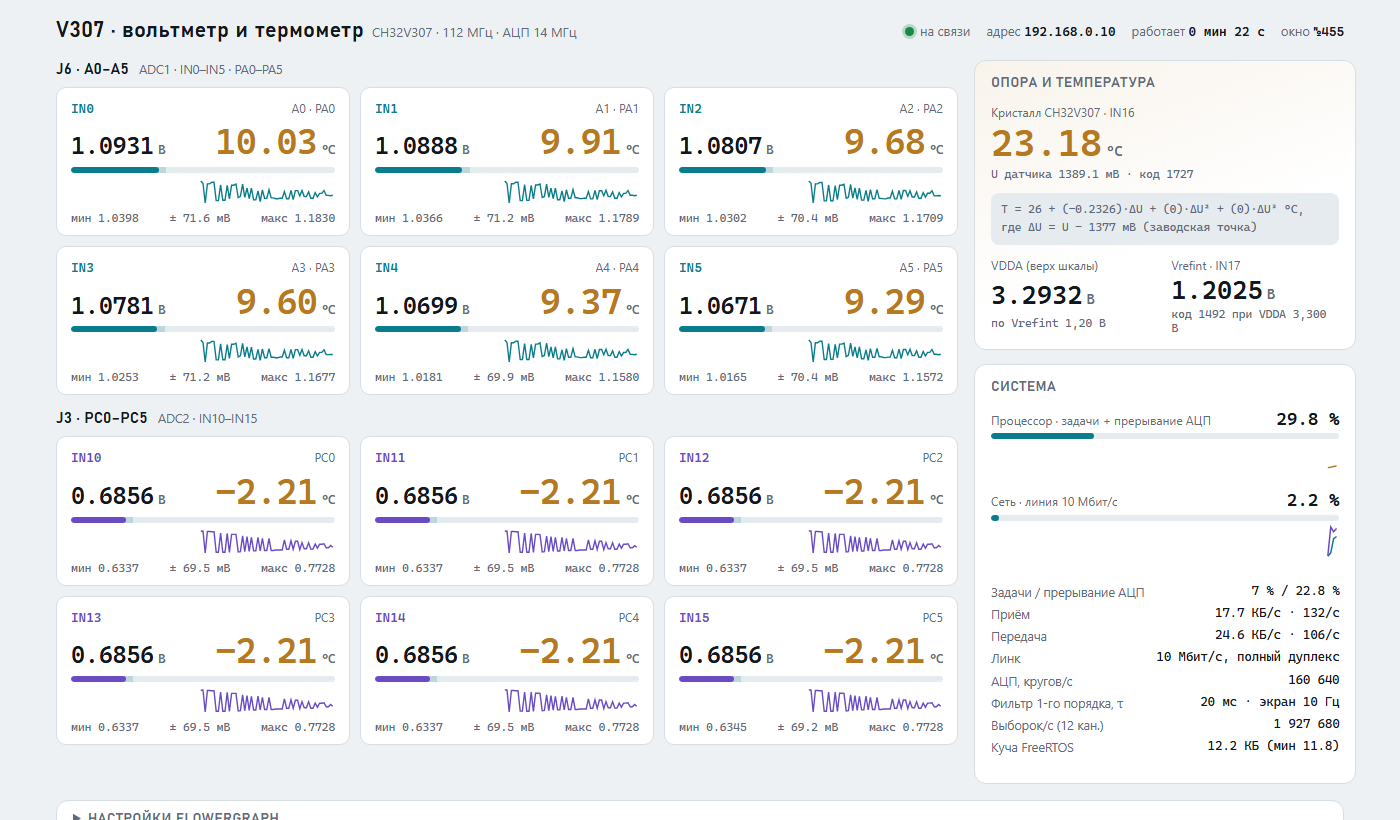 V307 · вольтметр и термометр CH32V307 · 112 МГц · АЦП 14 МГц
на связи адрес 192.168.0.10 работает 0 мин 22 с окно №455
J6 · A0–A5 ADC1 · IN0–IN5 · PA0–PA5
IN0 A0 · PA0
1.0931 В 10.03 °C
мин 1.0398 ± 71.6 мВ макс 1.1830
IN1 A1 · PA1
1.0888 В 9.91 °C
мин 1.0366 ± 71.2 мВ макс 1.1789
IN2 A2 · PA2
1.0807 В 9.68 °C
мин 1.0302 ± 70.4 мВ макс 1.1709
IN3 A3 · PA3
1.0781 В 9.60 °C
мин 1.0253 ± 71.2 мВ макс 1.1677
IN4 A4 · PA4
1.0699 В 9.37 °C
мин 1.0181 ± 69.9 мВ макс 1.1580
IN5 A5 · PA5
1.0671 В 9.29 °C
мин 1.0165 ± 70.4 мВ макс 1.1572
J3 · PC0–PC5 ADC2 · IN10–IN15
IN10 PC0
0.6856 В −2.21 °C
мин 0.6337 ± 69.5 мВ макс 0.7728
IN11 PC1
0.6856 В −2.21 °C
мин 0.6337 ± 69.5 мВ макс 0.7728
IN12 PC2
0.6856 В −2.21 °C
мин 0.6337 ± 69.5 мВ макс 0.7728
IN13 PC3
0.6856 В −2.21 °C
мин 0.6337 ± 69.5 мВ макс 0.7728
IN14 PC4
0.6856 В −2.21 °C
мин 0.6337 ± 69.5 мВ макс 0.7728
IN15 PC5
0.6856 В −2.21 °C
мин 0.6345 ± 69.2 мВ макс 0.7728
ОПОРА И ТЕМПЕРАТУРА
Кристалл CH32V307 · IN16
23.18 °C
U датчика 1389.1 мВ · код 1727
T = 26 + (−0.2326)·ΔU + (0)·ΔU² + (0)·ΔU³ °C,
где ΔU = U − 1377 мВ (заводская точка)
VDDA (верх шкалы)
3.2932 В
по Vrefint 1,20 В
Vrefint · IN17
1.2025 В
код 1492 при VDDA 3,300
В
СИСТЕМА
Процессор · задачи + прерывание АЦП 29.8 %
Сеть · линия 10 Мбит/с 2.2 %
Задачи / прерывание АЦП 7 % / 22.8 %
Приём 17.7 КБ/с · 132/с
Передача 24.6 КБ/с · 106/с
Линк 10 Мбит/с, полный дуплекс
АЦП, кругов/с 160 640
Фильтр 1-го порядка, τ 20 мс · экран 10 Гц
Выборок/с (12 кан.) 1 927 680
Куча FreeRTOS 12.2 КБ (мин 11.8)
НАСТРОЙКИ FLOWERGRAPH